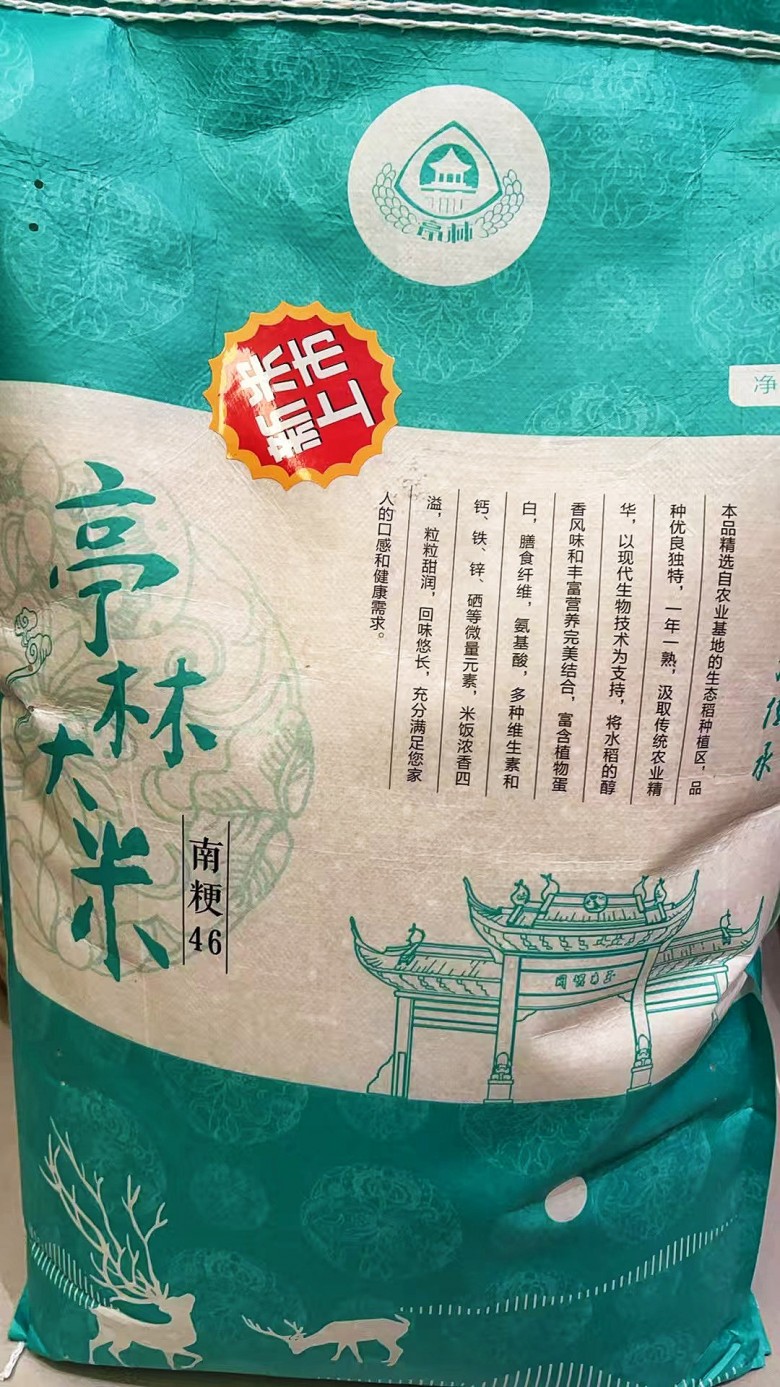 亭林
新米
上市
净
亭林
大米
南粳46
本品精选自农业基地的生态稻种植区，品
种优良独特，一年一熟，汲取传统农业精
华，以现代生物技术为支持，将水稻的醇
香风味和丰富营养完美结合，富含植物蛋
白，膳食纤维，氨基酸，多种维生素和
钙、铁、锌、硒等微量元素，米饭浓香四
溢，粒粒甜润，回味悠长，充分满足您家
人的口感和健康需求。
传承